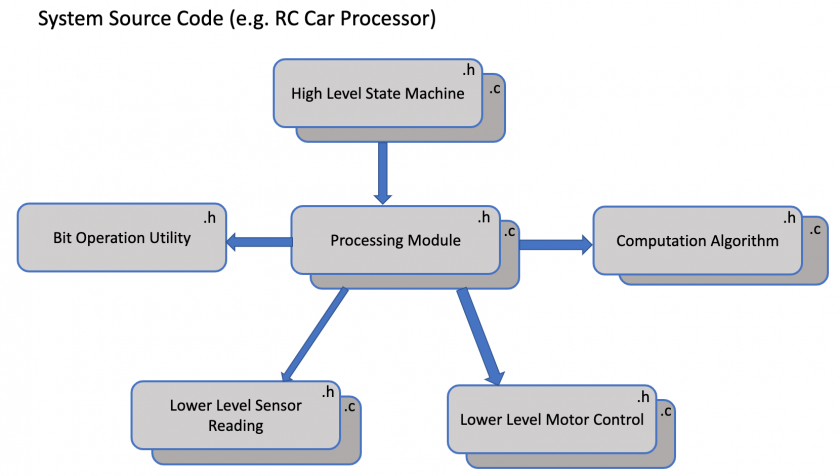 System Source Code (e.g. RC Car Processor)
.h
High Level State Machine
.c
.h
Bit Operation Utility
.h
Processing Module
.c
.h
Computation Algorithm
.c
.h
Lower Level Sensor
Reading
.c
.h
Lower Level Motor Control
.c